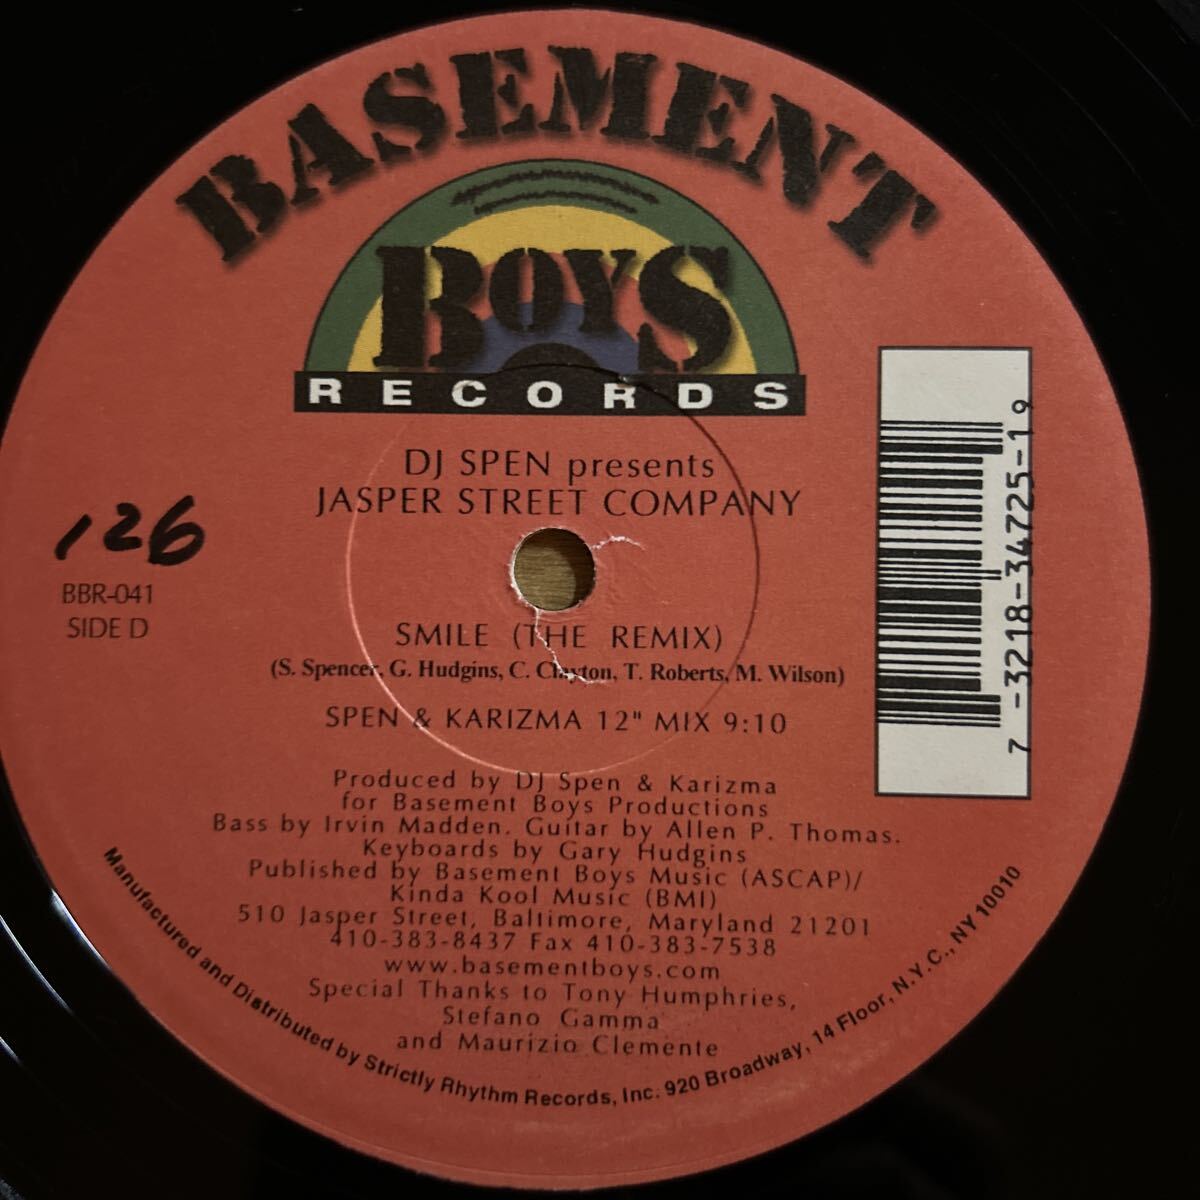 BASEMENT
BOYS
RECORDS
DJ SPEN presents
JASPER STREET COMPANY
126
BBR-041
SIDE D
SMILE (THE REMIX)
(S. Spencer, G. Hudgins, C. Clayton, T. Roberts, M. Wilson)
SPEN & KARIZMA 12" MIX 9:10
7 -3218-34725-1 9
Produced by DJ Spen & Karizma
for Basement Boys Productions
Bass by Irvin Madden. Guitar by Allen P. Thomas.
Keyboards by Gary Hudgins
Published by Basement Boys Music (ASCAP)/
Kinda Kool Music (BMI)
510 Jasper Street, Baltimore, Maryland 21201
410-383-8437 Fax 410-383-7538
www.basementboys.com
Special Thanks to Tony Humphries,
Stefano Gamma
and Maurizio Clemente
Manufactured and Distributed by Strictly Rhythm Records, Inc. 920 Broadway, 14 Floor, N.Y.C., NY 10010